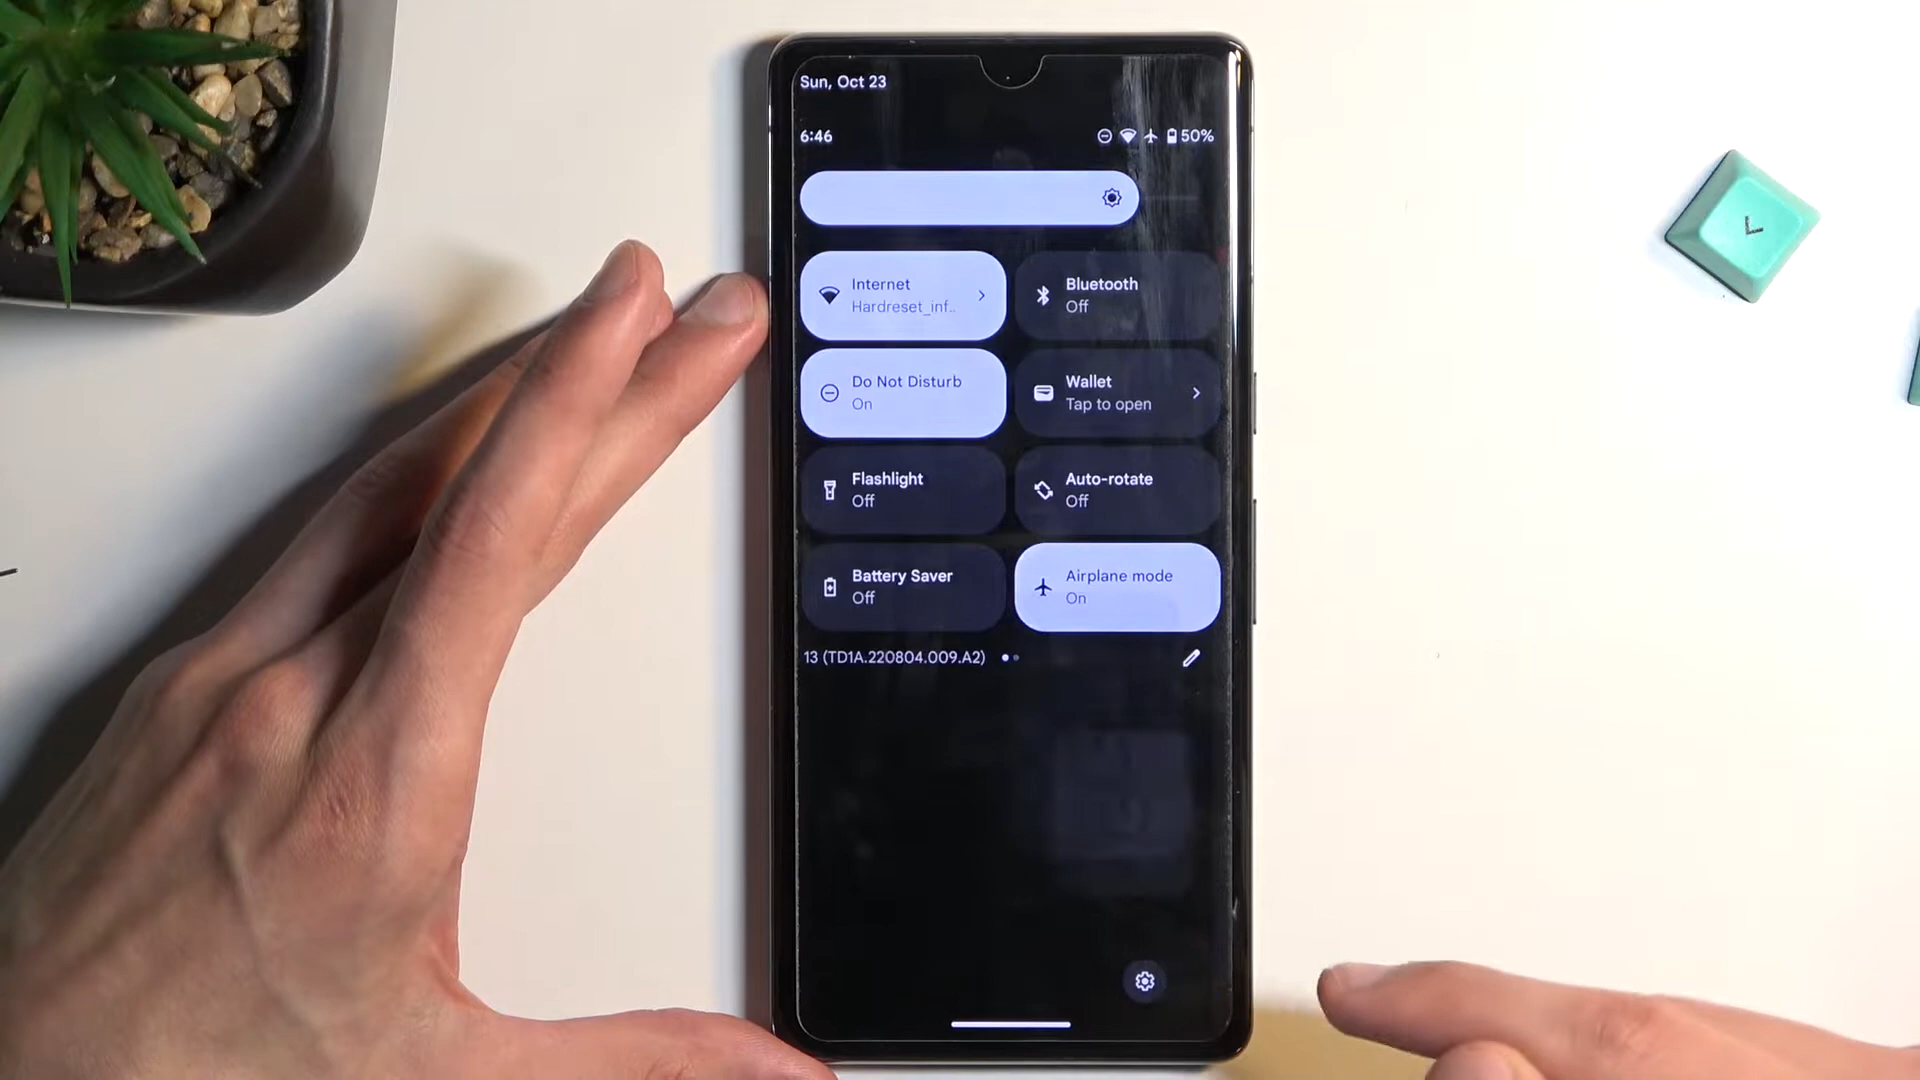 Sun, Oct 23
6:46
50%
Internet
Hardreset_inf..
Bluetooth
Off
Do Not Disturb
On
Wallet
Tap to open
Flashlight
Off
Auto-rotate
Off
Battery Saver
Off
Airplane mode
On
13 (TD1A.220804.009.A2)